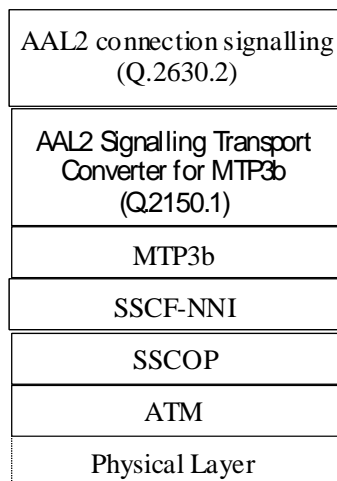 AAL2 connection signalling
(Q.2630.2)
AAL2 Signalling Transport
Converter for MTP3b
(Q.2150.1)
MTP3b
SSCF-NNI
SSCOP
ATM
Physical Layer